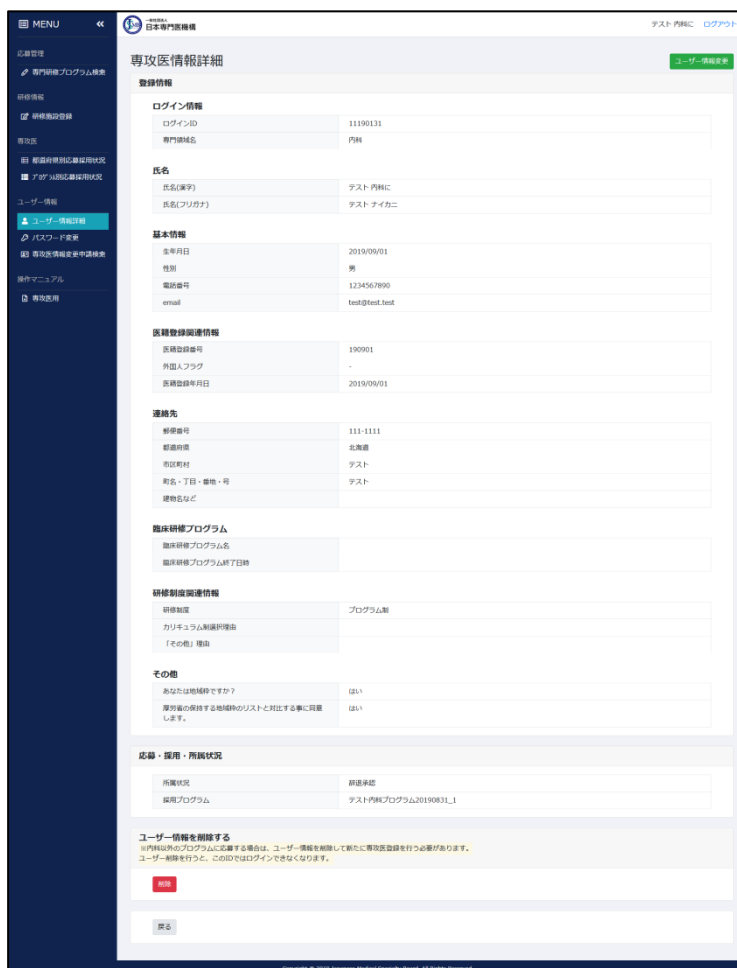 MENU «
一般社団法人
日本専門医機構
テスト 内科に ログアウト
応募管理
専門研修プログラム検索
研修情報
研修施設登録
専攻医
都道府県別応募採用状況
ﾌﾟﾛｸﾞﾗﾑ別応募採用状況
ユーザー情報
ユーザー情報詳細
パスワード変更
専攻医情報変更申請検索
操作マニュアル
専攻医用
専攻医情報詳細
ユーザー情報変更
登録情報
ログイン情報
ログインID 11190131
専門領域名 内科
氏名
氏名(漢字) テスト 内科に
氏名(フリガナ) テスト ナイカニ
基本情報
生年月日 2019/09/01
性別 男
電話番号 1234567890
email test@test.test
医籍登録関連情報
医籍登録番号 190901
外国人フラグ -
医籍登録年月日 2019/09/01
連絡先
郵便番号 111-1111
都道府県 北海道
市区町村 テスト
町名・丁目・番地・号 テスト
建物名など
臨床研修プログラム
臨床研修プログラム名
臨床研修プログラム終了日時
研修制度関連情報
研修制度 プログラム制
カリキュラム制選択理由
「その他」理由
その他
あなたは地域枠ですか？ はい
厚労省の保持する地域枠のリストと対比する事に同意 はい
します。
応募・採用・所属状況
所属状況 辞退承認
採用プログラム テスト内科プログラム20190831_1
ユーザー情報を削除する
※内科以外のプログラムに応募する場合は、ユーザー情報を削除して新たに専攻医登録を行う必要があります。
ユーザー削除を行うと、このIDではログインできなくなります。
削除
戻る